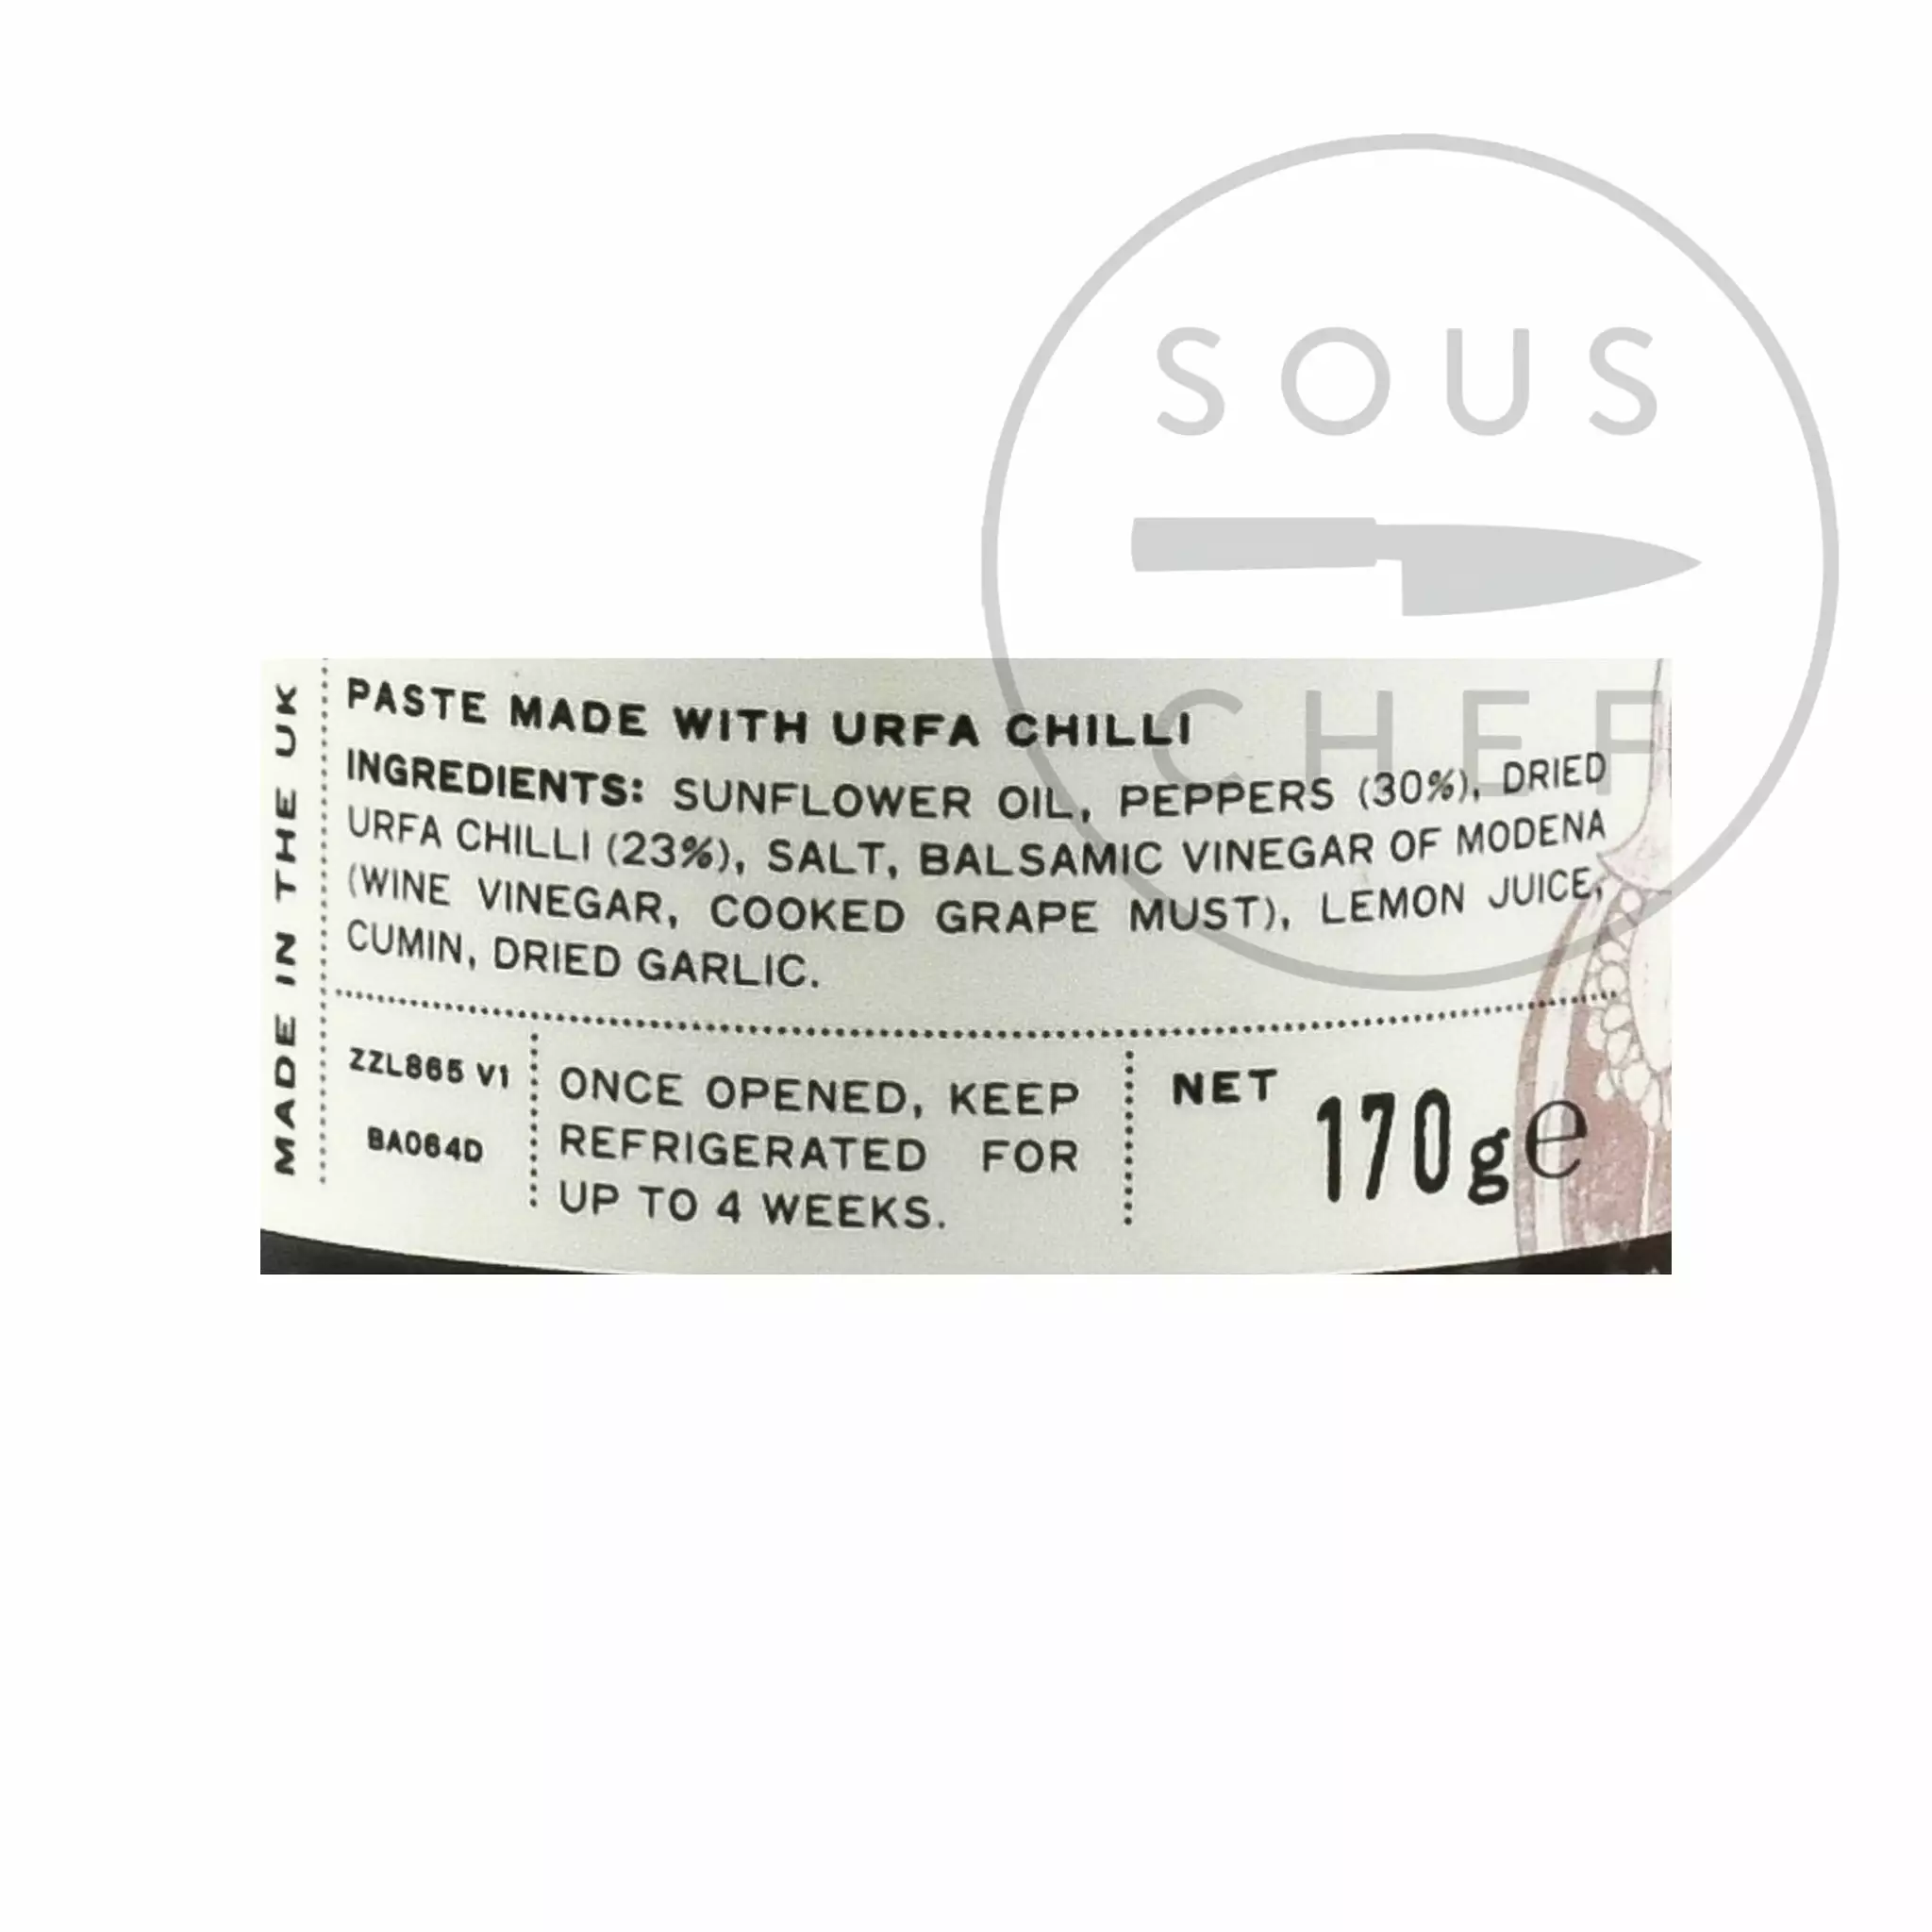 SOUS
CHEF
MADE IN THE UK
PASTE MADE WITH URFA CHILLI
INGREDIENTS: SUNFLOWER OIL, PEPPERS (30%), DRIED
URFA CHILLI (23%), SALT, BALSAMIC VINEGAR OF MODENA
(WINE VINEGAR, COOKED GRAPE MUST), LEMON JUICE,
CUMIN, DRIED GARLIC.
ZZL865 V1
BA064D
ONCE OPENED, KEEP
REFRIGERATED FOR
UP TO 4 WEEKS.
NET 170g℮